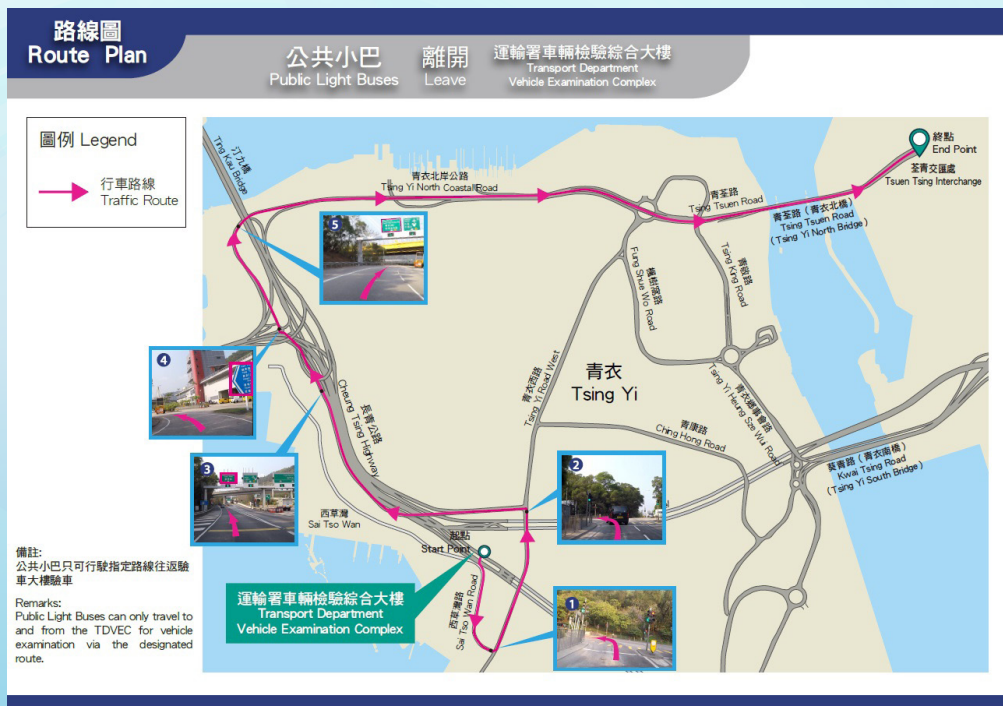 路線圖
Route Plan
公共小巴
Public Light Buses
離開
Leave
運輸署車輛檢驗綜合大樓
Transport Department
Vehicle Examination Complex
圖例 Legend
行車路線
Traffic Route
汀九橋
Ting Kau Bridge
青衣北岸公路
Tsing Yi North Coastal Road
青荃路
Tsing Tsuen Road
終點
End Point
荃青交匯處
Tsuen Tsing Interchange
青荃路 (青衣北橋)
Tsing Tsuen Road
(Tsing Yi North Bridge)
5
楓樹窩路
Fung Shue Wo Road
青敬路
Tsing King Road
4
青衣西路
Tsing Yi Road West
青衣
Tsing Yi
青衣鄉事會路
Tsing Yi Heung Sze Wui Road
長青公路
Cheung Tsing Highway
青康路
Ching Hong Road
葵青路 (青衣南橋)
Kwai Tsing Road
(Tsing Yi South Bridge)
3
2
西草灣
Sai Tso Wan
起點
Start Point
備註:
公共小巴只可行駛指定路線往返驗
車大樓驗車
Remarks:
Public Light Buses can only travel to
and from the TDVEC for vehicle
examination via the designated
route.
運輸署車輛檢驗綜合大樓
Transport Department
Vehicle Examination Complex
西草灣路
Sai Tso Wan Road
1